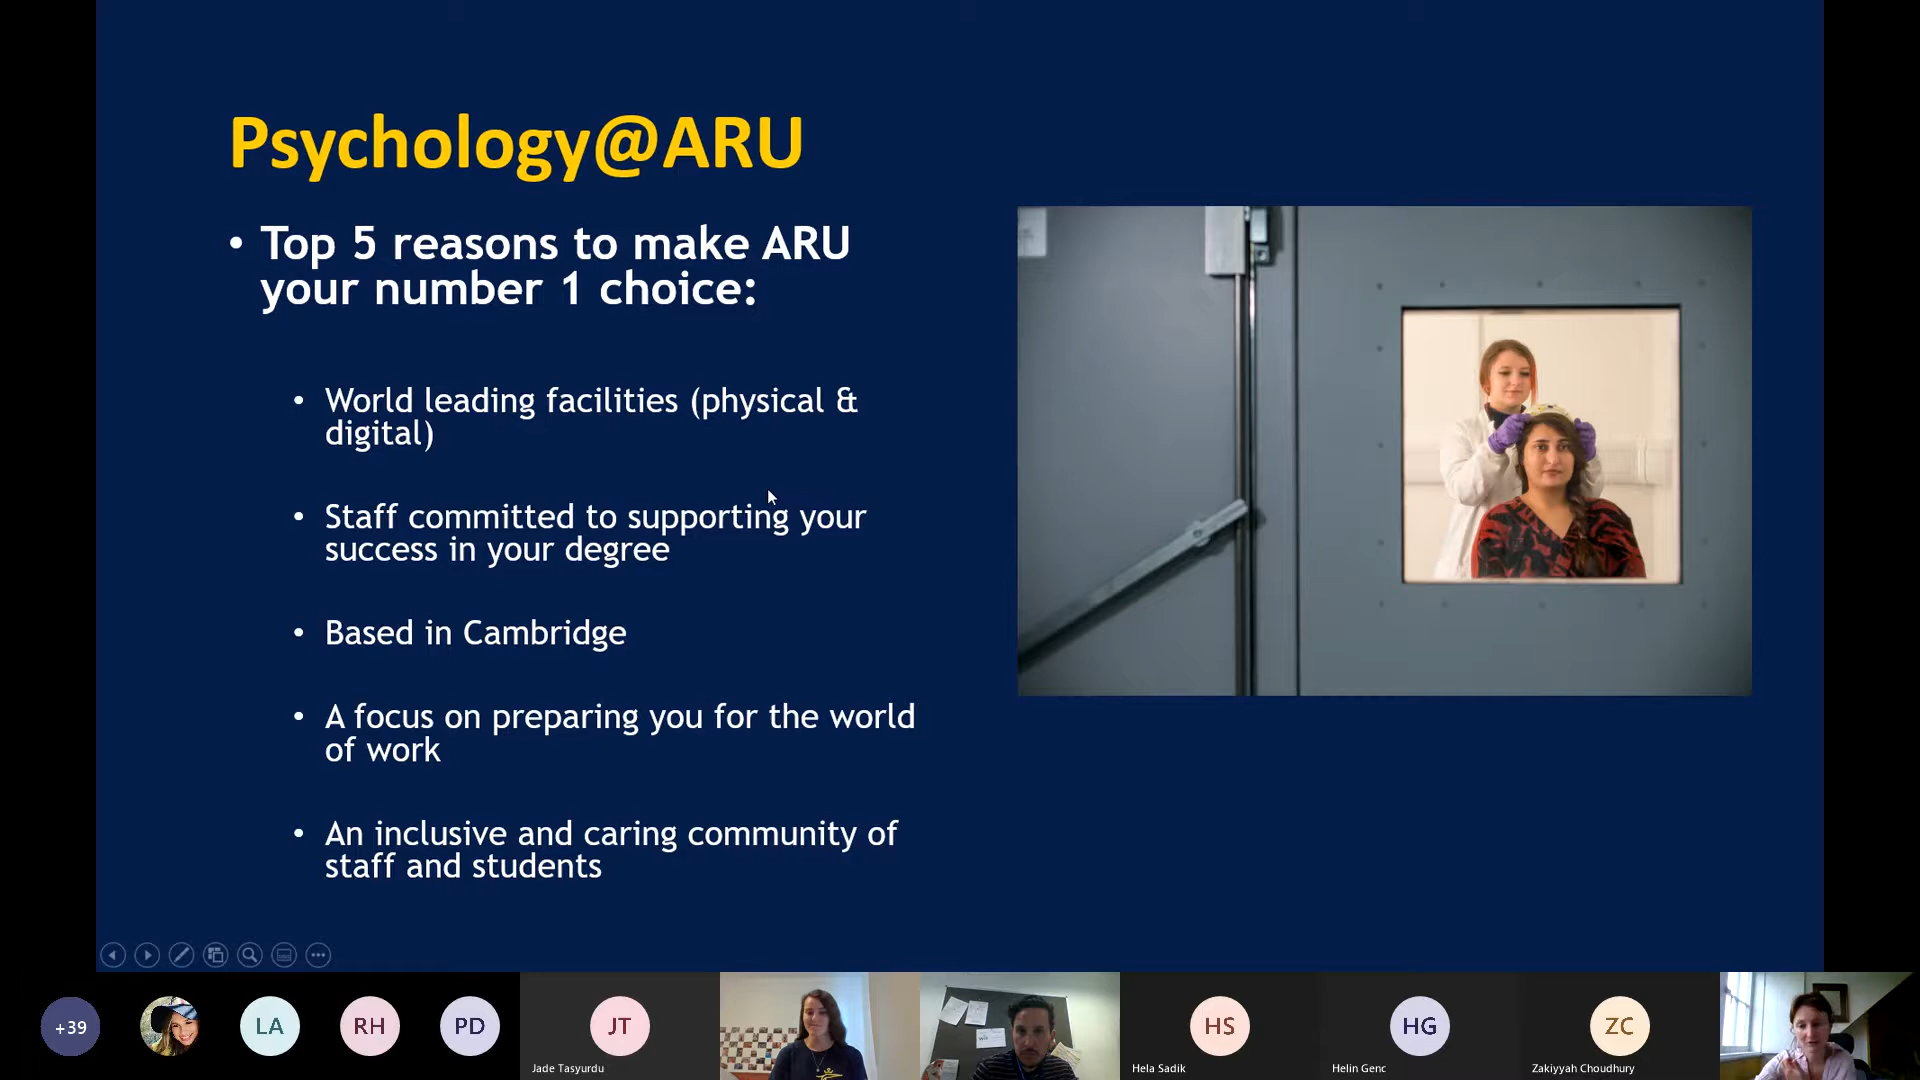 Psychology@ARU
• Top 5 reasons to make ARU
your number 1 choice:
• World leading facilities (physical &
digital)
• Staff committed to supporting your
success in your degree
• Based in Cambridge
• A focus on preparing you for the world
of work
• An inclusive and caring community of
staff and students
+39
LA
RH
PD
JT
HS
HG
ZC
Jade Tasyurdu
Hela Sadik
Helin Genc
Zakiyyah Choudhury